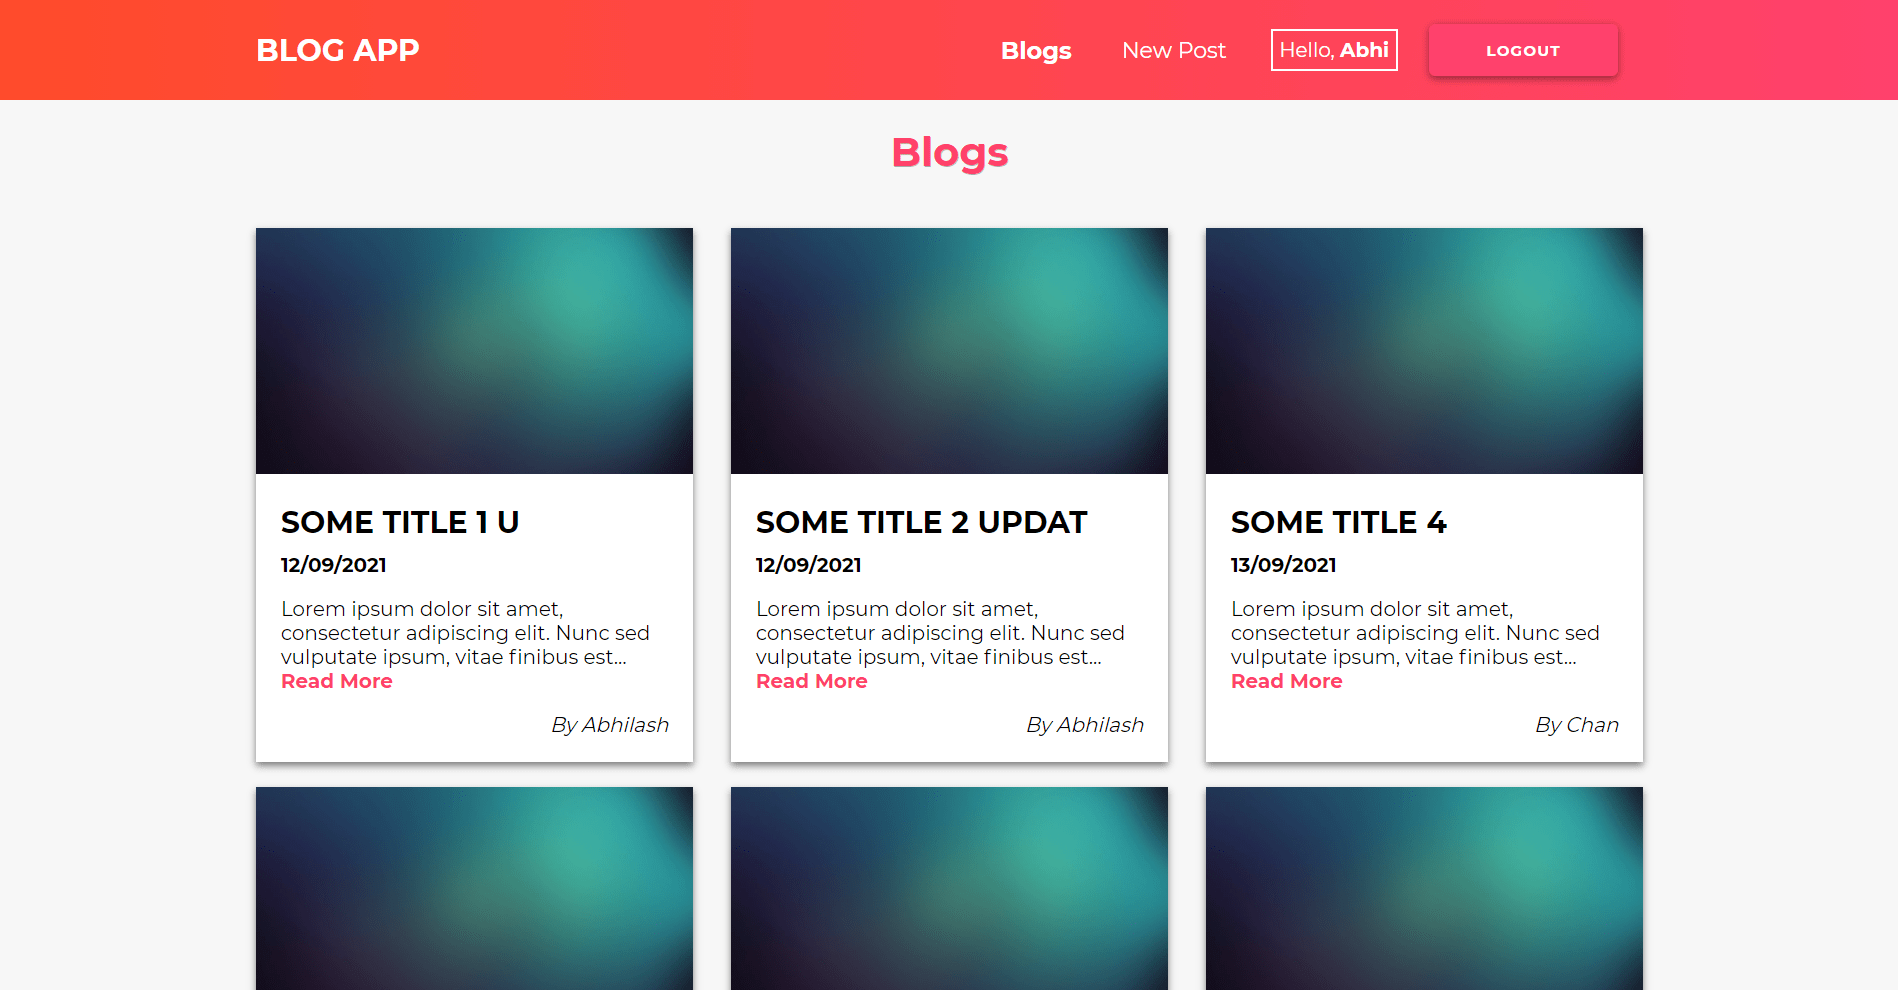 BLOG APP
Blogs
New Post
Hello, Abhi
LOGOUT
Blogs
SOME TITLE 1 U
12/09/2021
Lorem ipsum dolor sit amet,
consectetur adipiscing elit. Nunc sed
vulputate ipsum, vitae finibus est...
Read More
By Abhilash
SOME TITLE 2 UPDAT
12/09/2021
Lorem ipsum dolor sit amet,
consectetur adipiscing elit. Nunc sed
vulputate ipsum, vitae finibus est...
Read More
By Abhilash
SOME TITLE 4
13/09/2021
Lorem ipsum dolor sit amet,
consectetur adipiscing elit. Nunc sed
vulputate ipsum, vitae finibus est...
Read More
By Chan